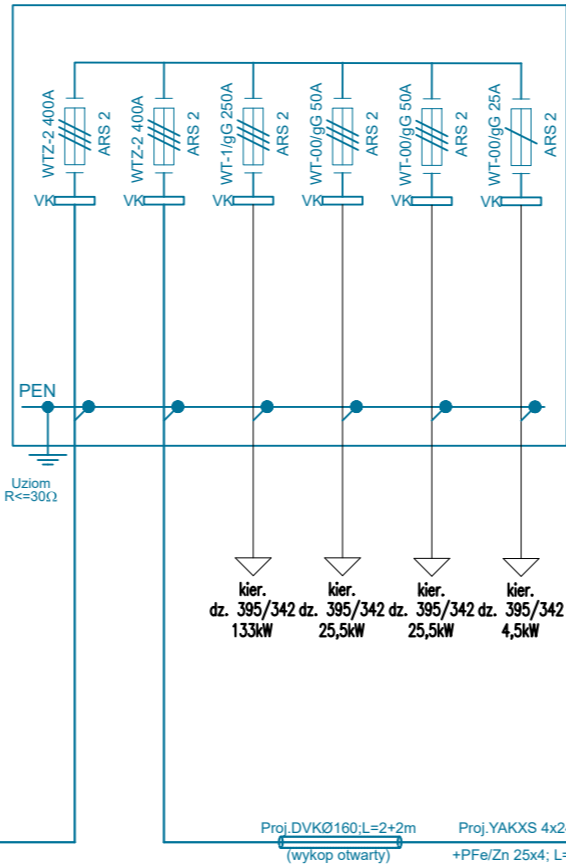 WTZ-2 400A
ARS 2
WTZ-2 400A
ARS 2
WT-1/gG 250A
ARS 2
WT-00/gG 50A
ARS 2
WT-00/gG 50A
ARS 2
WT-00/gG 25A
ARS 2
VK
VK
VK
VK
VK
VK
PEN
Uziom
R<=30Ω
kier.
dz. 395/342
133kW
kier.
dz. 395/342
25,5kW
kier.
dz. 395/342
25,5kW
kier.
dz. 395/342
4,5kW
Proj.DVKØ160;L=2+2m
(wykop otwarty)
Proj.YAKXS 4x2
+PFe/Zn 25x4; L=